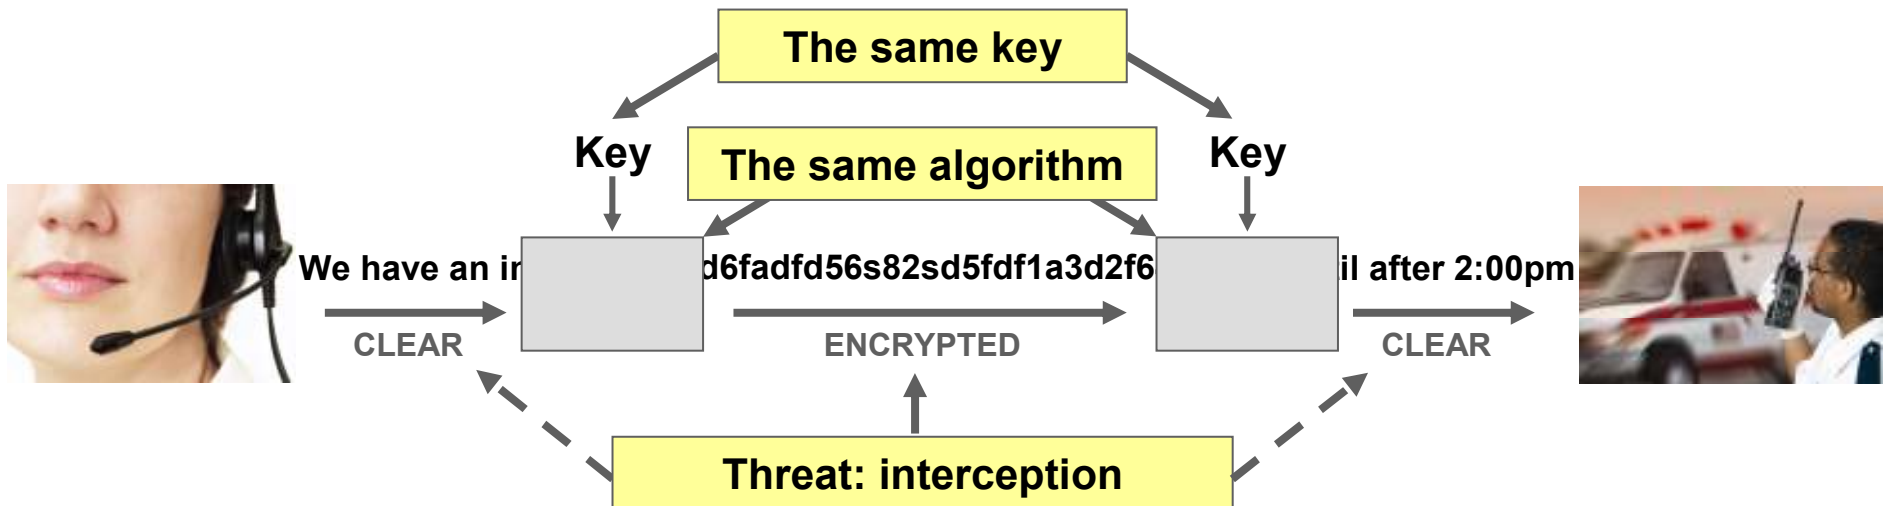 The same key
Key
The same algorithm
Key
We have an in
d6fadfd56s82sd5fdf1a3d2f6
il after 2:00pm
CLEAR
ENCRYPTED
CLEAR
Threat: interception